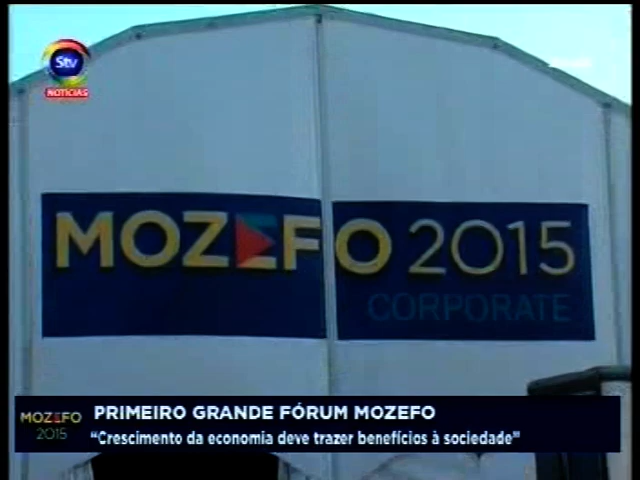 Stv
NOTÍCIAS
MOZEFO 2015
CORPORATE
MOZEFO
2015
PRIMEIRO GRANDE FÓRUM MOZEFO
"Crescimento da economia deve trazer benefícios à sociedade"